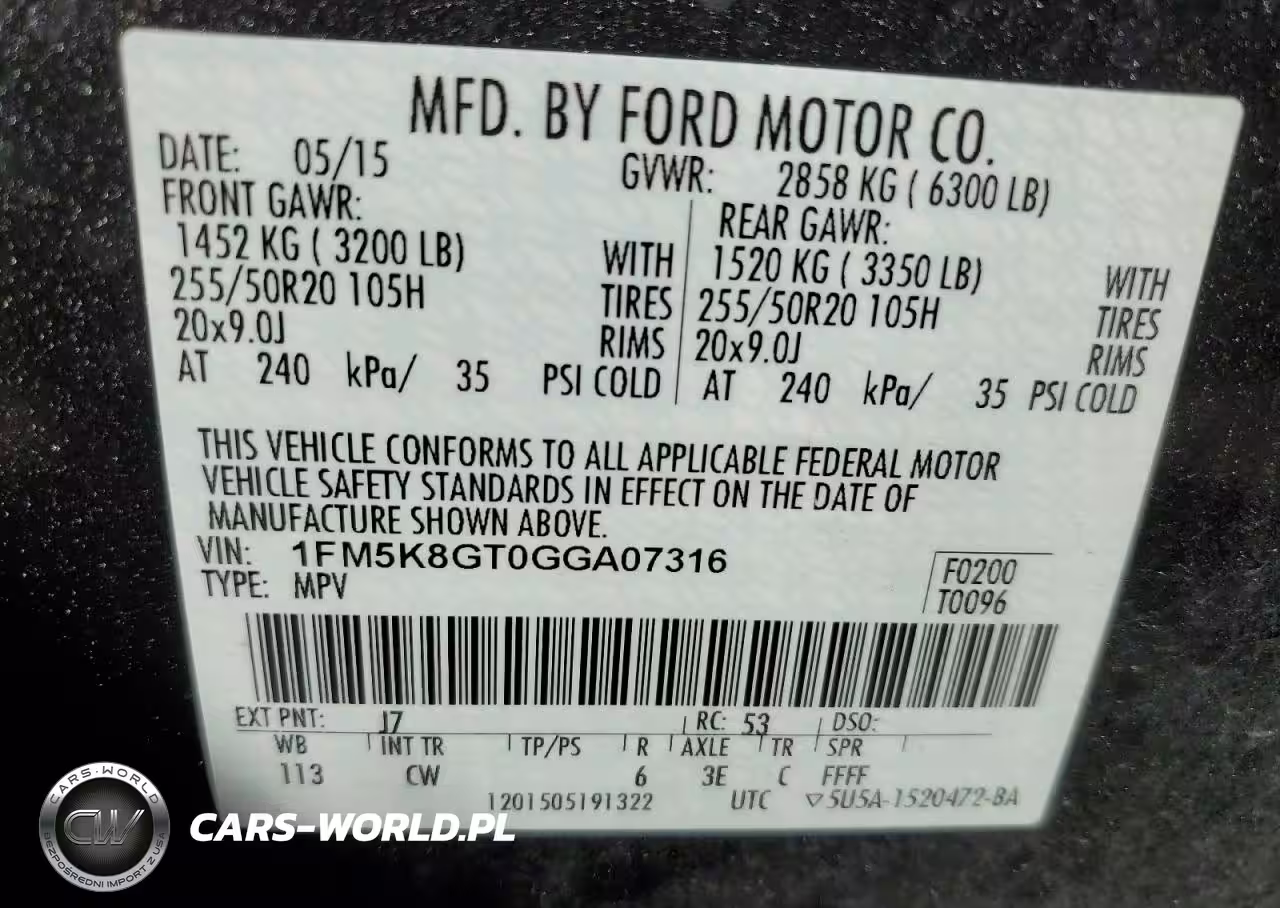 MFD. BY FORD MOTOR CO.
DATE: 05/15 GVWR: 2858 KG ( 6300 LB)
FRONT GAWR: REAR GAWR:
1452 KG ( 3200 LB) WITH 1520 KG ( 3350 LB) WITH
255/50R20 105H TIRES 255/50R20 105H TIRES
20x9.0J RIMS 20x9.0J RIMS
AT 240 kPa/ 35 PSI COLD AT 240 kPa/ 35 PSI COLD
THIS VEHICLE CONFORMS TO ALL APPLICABLE FEDERAL MOTOR
VEHICLE SAFETY STANDARDS IN EFFECT ON THE DATE OF
MANUFACTURE SHOWN ABOVE.
VIN: 1FM5K8GT0GGA07316
TYPE: MPV
F0200
T0096
EXT PNT: J7 RC: 53 DSO:
WB INT TR TP/PS R AXLE TR SPR
113 CW 6 3E C FFFF
1201505191322 UTC ▽5U5A-1520472-BA
CARS-WORLD
CW
BEZPOŚREDNI IMPORT Z USA
CARS-WORLD.PL